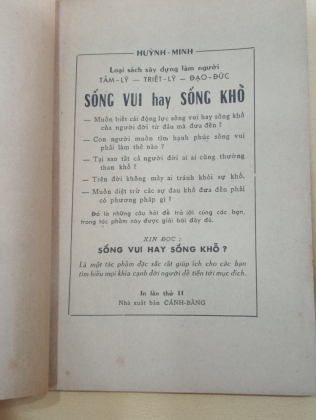 HUỲNH-MINH
Loại sách xây dựng làm người
TÂM-LÝ — TRIẾT-LÝ — ĐẠO-ĐỨC
SỐNG VUI hay SỐNG KHỔ
— Muốn biết cái động lực sống vui hay sống khổ
của người đời từ đâu mà đưa đến ?
— Con người muốn tìm hạnh phúc sống vui
phải làm thế nào ?
— Tại sao tất cả người đời ai ai cũng thường
than khổ ?
— Trên đời không mấy ai tránh khỏi sự khổ.
— Muốn diệt trừ các sự đau khổ đưa đến phải
có phương pháp gì ?
Đó là những câu hỏi để trả lời cùng các bạn,
trong tác phẩm này được giải bài đầy đủ.
XIN ĐỌC :
SỐNG VUI HAY SỐNG KHỔ ?
Là một tác phẩm đặc sắc rất giúp ích cho các bạn
tìm hiểu mọi khía cạnh đời người để tiến tới mục đích.
In lần thứ II
Nhà xuất bản CÁNH-BẰNG